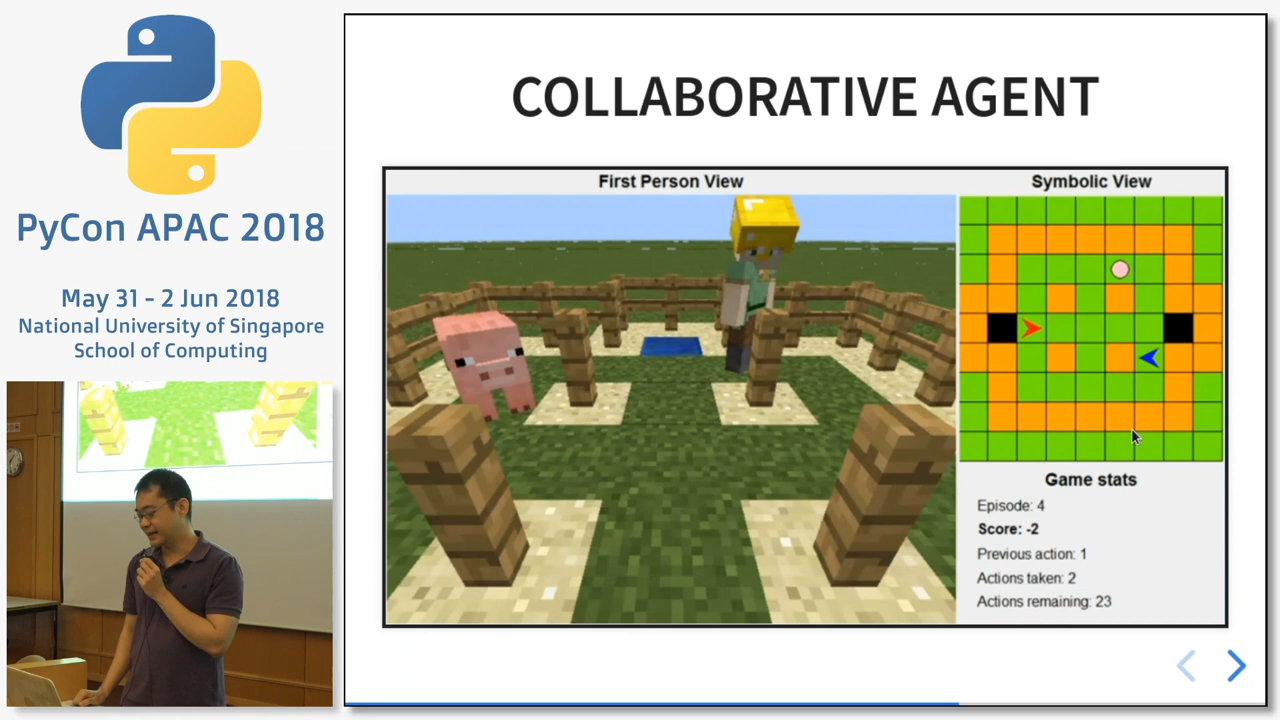 PyCon APAC 2018
May 31 - 2 Jun 2018
National University of Singapore
School of Computing
COLLABORATIVE AGENT
First Person View
Symbolic View
Game stats
Episode: 4
Score: -2
Previous action: 1
Actions taken: 2
Actions remaining: 23